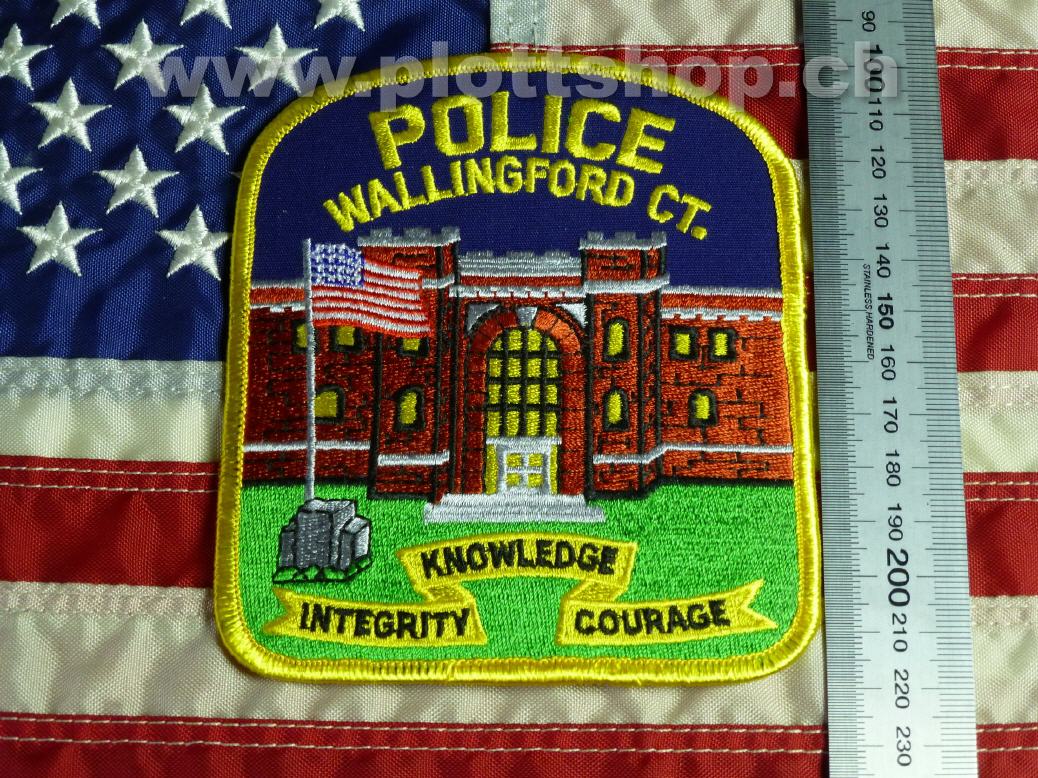 www.plottshop.ch
POLICE
WALLINGFORD CT.
KNOWLEDGE
INTEGRITY
COURAGE
90
100
110
120
130
140
150
160
170
180
190
200
210
220
230
STAINLESS HARDENED